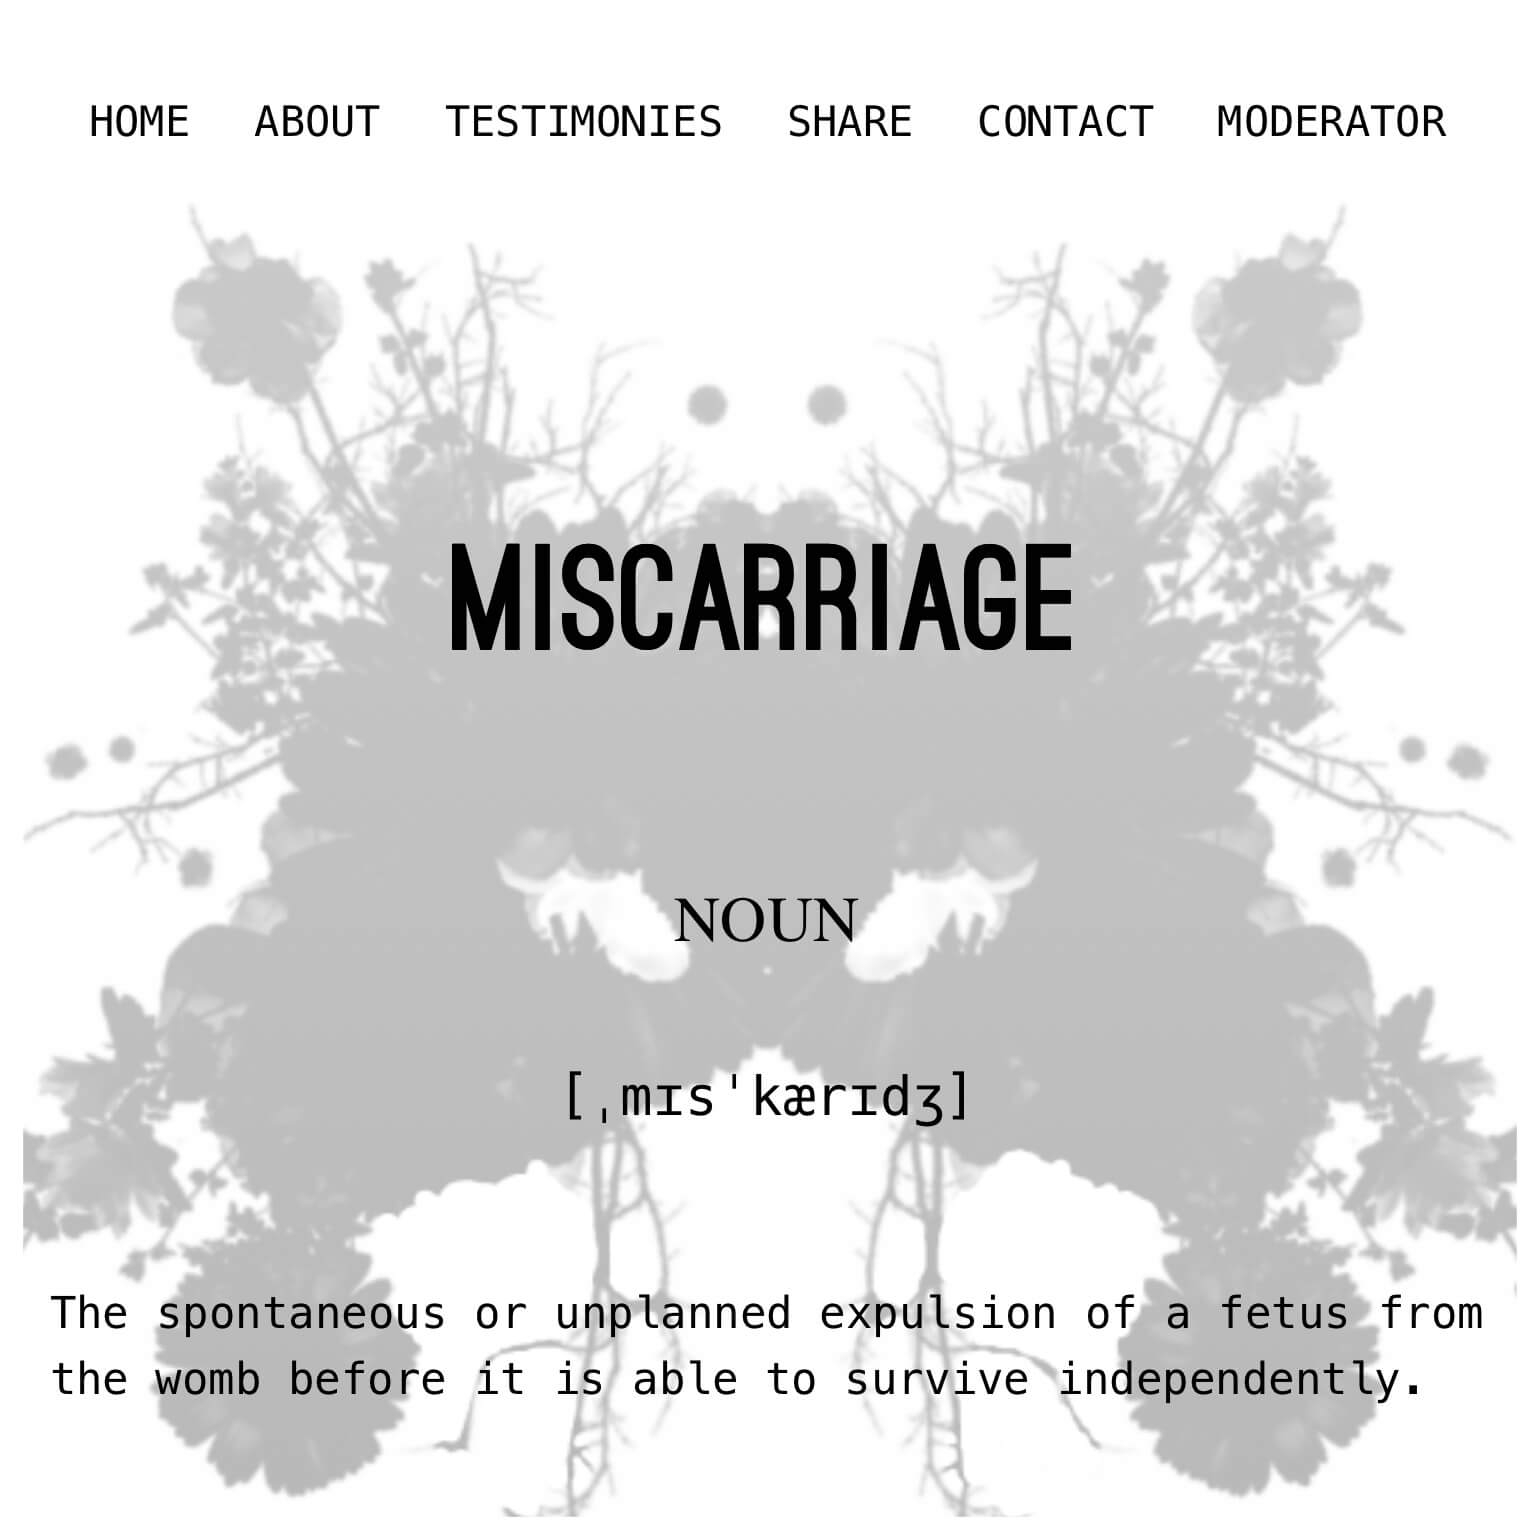 HOME ABOUT TESTIMONIES SHARE CONTACT MODERATOR
MISCARRIAGE
NOUN
[ˌmɪsˈkærɪdʒ]
The spontaneous or unplanned expulsion of a fetus from
the womb before it is able to survive independently.